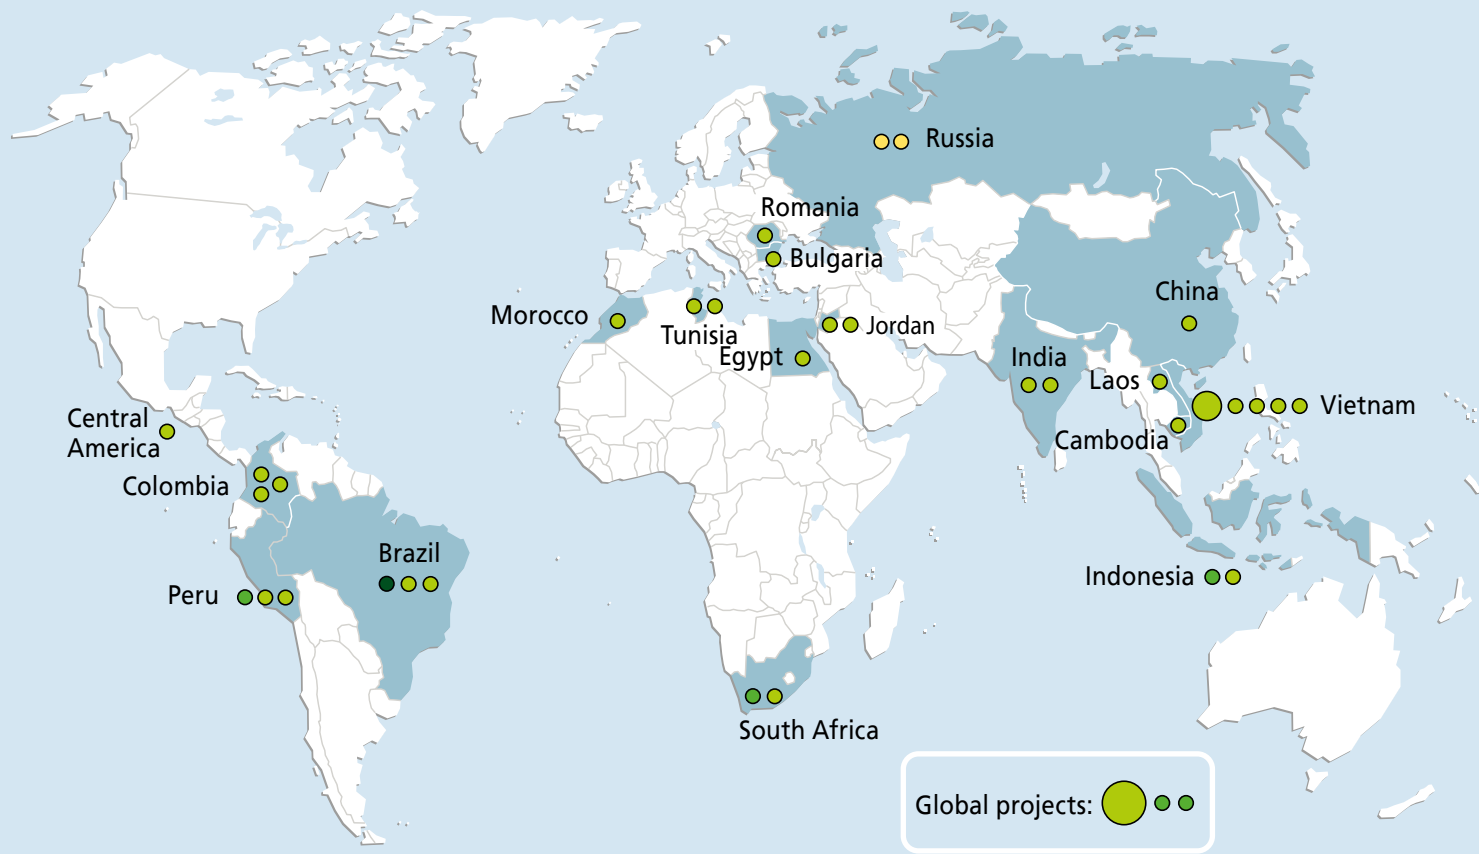 Russia
Romania
Bulgaria
China
Morocco
Tunisia
Jordan
Egypt
India
Laos
Vietnam
Central
America
Cambodia
Colombia
Brazil
Indonesia
Peru
South Africa
Global projects: